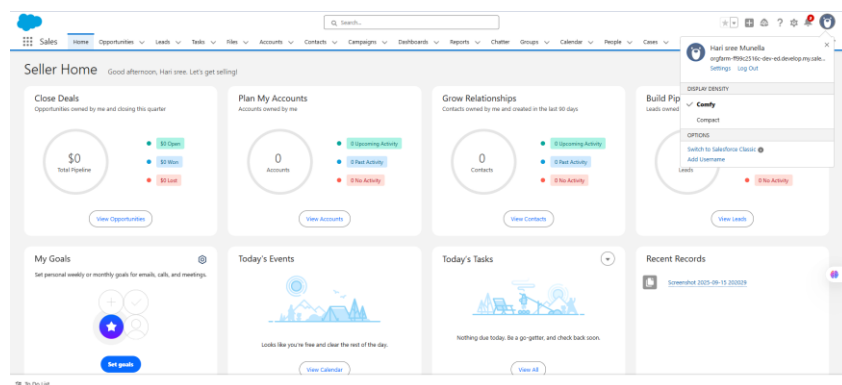 Search...
Sales Home Opportunities Leads Tasks Files Accounts Contacts Campaigns Dashboards Reports Chatter Groups Calendar People Cases
Hari sree Munella
orgfarm-f99c2516c-dev-ed.develop.my.sale...
Settings Log Out
DISPLAY DENSITY
Comfy
Compact
OPTIONS
Switch to Salesforce Classic
Add Username
Seller Home Good afternoon, Hari sree. Let's get selling!
Close Deals
Opportunities owned by me and closing this quarter
$0
Total Pipeline
$0 Open
$0 Won
$0 Lost
View Opportunities
Plan My Accounts
Accounts owned by me
0
Accounts
0 Upcoming Activity
0 Past Activity
0 No Activity
View Accounts
Grow Relationships
Contacts owned by me and created in the last 90 days
0
Contacts
0 Upcoming Activity
0 Past Activity
0 No Activity
View Contacts
Build Pip
Leads owned
Leads
0 No Activity
View Leads
My Goals
Set personal weekly or monthly goals for emails, calls, and meetings.
Set goals
Today's Events
Looks like you're free and clear the rest of the day.
View Calendar
Today's Tasks
Nothing due today. Be a go-getter, and check back soon.
View All
Recent Records
Screenshot 2025-09-15 202029
To Do List